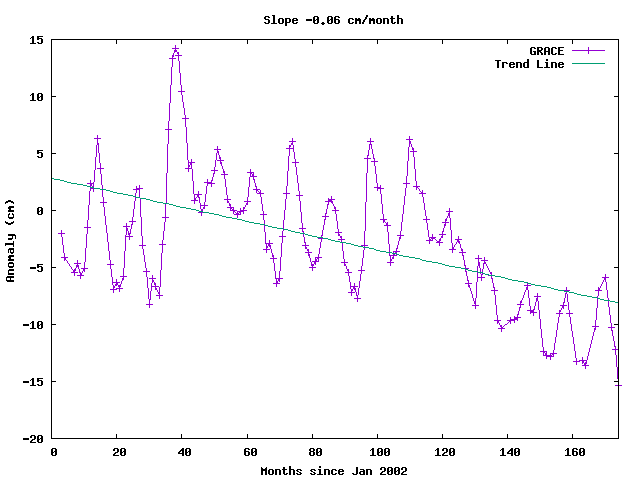 Slope -0.06 cm/month
GRACE
Trend Line
15
10
5
0
-5
-10
-15
-20
Anomaly (cm)
0 20 40 60 80 100 120 140 160
Months since Jan 2002